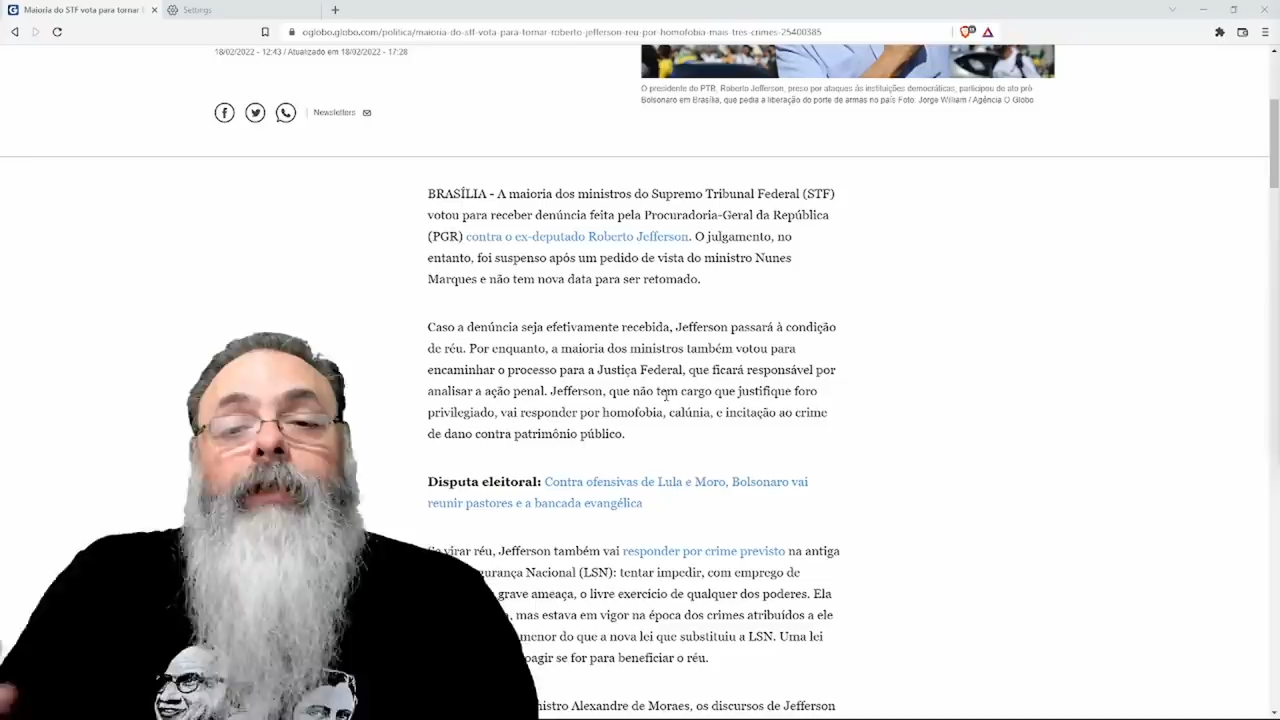 Maioria do STF vota para tornar
Settings
oglobo.globo.com/politica/maioria-do-stf-vota-para-tornar-roberto-jefferson-reu-por-homofobia-mais-tres-crimes-25400385
18/02/2022 - 12:43 / Atualizado em 18/02/2022 - 17:28
O presidente do PTB, Roberto Jefferson, preso por ataques às instituições democráticas, participou de ato pró-
Bolsonaro em Brasília, que pedia a liberação do porte de armas no país Foto: Jorge William / Agência O Globo
Newsletters
BRASÍLIA - A maioria dos ministros do Supremo Tribunal Federal (STF)
votou para receber denúncia feita pela Procuradoria-Geral da República
(PGR) contra o ex-deputado Roberto Jefferson. O julgamento, no
entanto, foi suspenso após um pedido de vista do ministro Nunes
Marques e não tem nova data para ser retomado.
Caso a denúncia seja efetivamente recebida, Jefferson passará à condição
de réu. Por enquanto, a maioria dos ministros também votou para
encaminhar o processo para a Justiça Federal, que ficará responsável por
analisar a ação penal. Jefferson, que não tem cargo que justifique foro
privilegiado, vai responder por homofobia, calúnia, e incitação ao crime
de dano contra patrimônio público.
Disputa eleitoral: Contra ofensivas de Lula e Moro, Bolsonaro vai
reunir pastores e a bancada evangélica
virar réu, Jefferson também vai responder por crime previsto na antiga
Nacional (LSN): tentar impedir, com emprego de
grave ameaça, o livre exercício de qualquer dos poderes. Ela
mas estava em vigor na época dos crimes atribuídos a ele
menor do que a nova lei que substituiu a LSN. Uma lei
se for para beneficiar o réu.
Alexandre de Moraes, os discursos de Jefferson